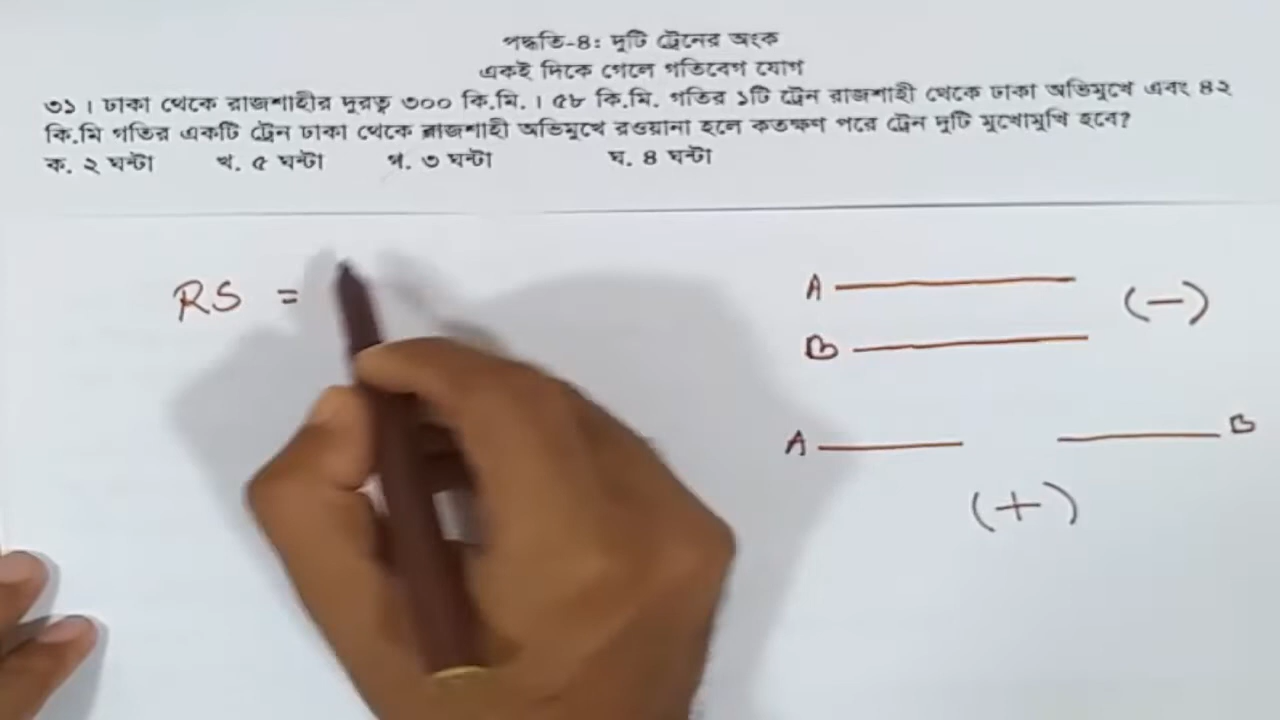 পদ্ধতি-৪: দুটি ট্রেনের অংক
একই দিকে গেলে গতিবেগ যোগ
৩১। ঢাকা থেকে রাজশাহীর দুরত্ব ৩০০ কি.মি.। ৫৮ কি.মি. গতির ১টি ট্রেন রাজশাহী থেকে ঢাকা অভিমুখে এবং ৪২
কি.মি গতির একটি ট্রেন ঢাকা থেকে রাজশাহী অভিমুখে রওয়ানা হলে কতক্ষণ পরে ট্রেন দুটি মুখোমুখি হবে?
ক. ২ ঘন্টা খ. ৫ ঘন্টা গ. ৩ ঘন্টা ঘ. ৪ ঘন্টা
RS =
A (-)
B
A B
(+)